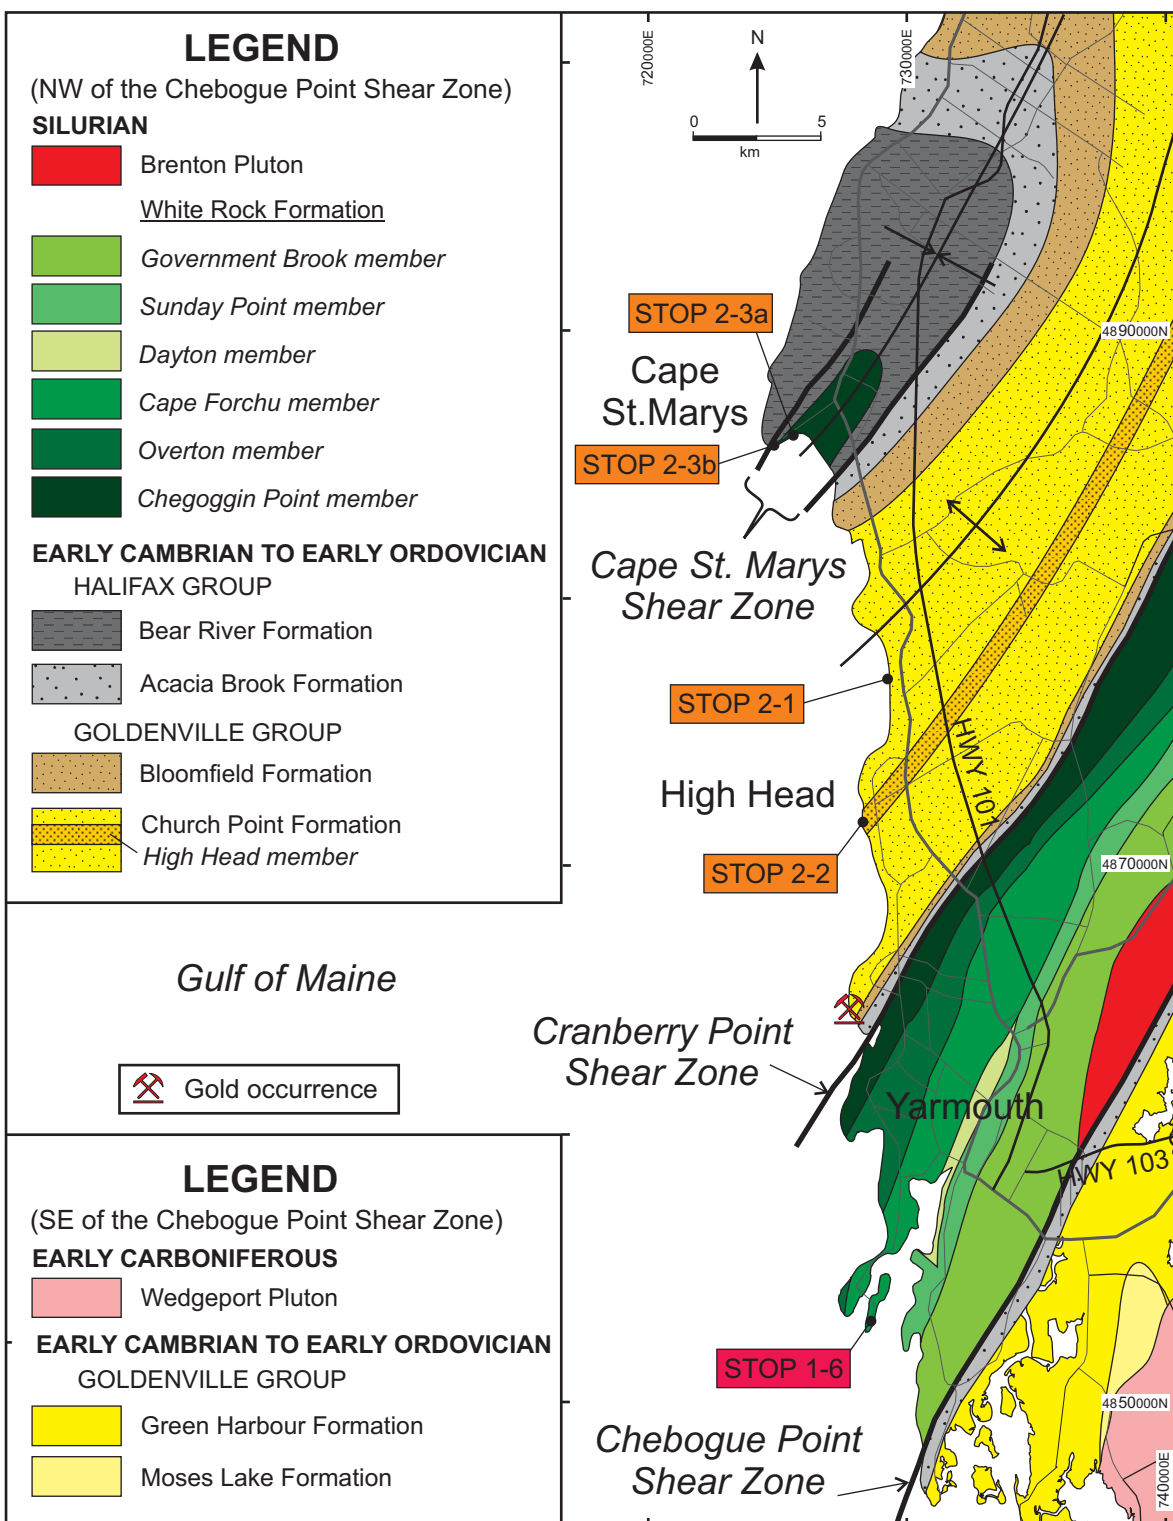 LEGEND
(NW of the Chebogue Point Shear Zone)
SILURIAN
Brenton Pluton
White Rock Formation
Government Brook member
Sunday Point member
Dayton member
Cape Forchu member
Overton member
Chegoggin Point member
EARLY CAMBRIAN TO EARLY ORDOVICIAN
HALIFAX GROUP
Bear River Formation
Acacia Brook Formation
GOLDENVILLE GROUP
Bloomfield Formation
Church Point Formation
High Head member
Gulf of Maine
Gold occurrence
LEGEND
(SE of the Chebogue Point Shear Zone)
EARLY CARBONIFEROUS
Wedgeport Pluton
EARLY CAMBRIAN TO EARLY ORDOVICIAN
GOLDENVILLE GROUP
Green Harbour Formation
Moses Lake Formation
720000E
730000E
N
0 5
km
STOP 2-3a
4890000N
Cape
St.Marys
STOP 2-3b
Cape St. Marys
Shear Zone
STOP 2-1
HWY 101
High Head
STOP 2-2
4870000N
Cranberry Point
Shear Zone
Yarmouth
HWY 103
STOP 1-6
4850000N
Chebogue Point
Shear Zone
740000E